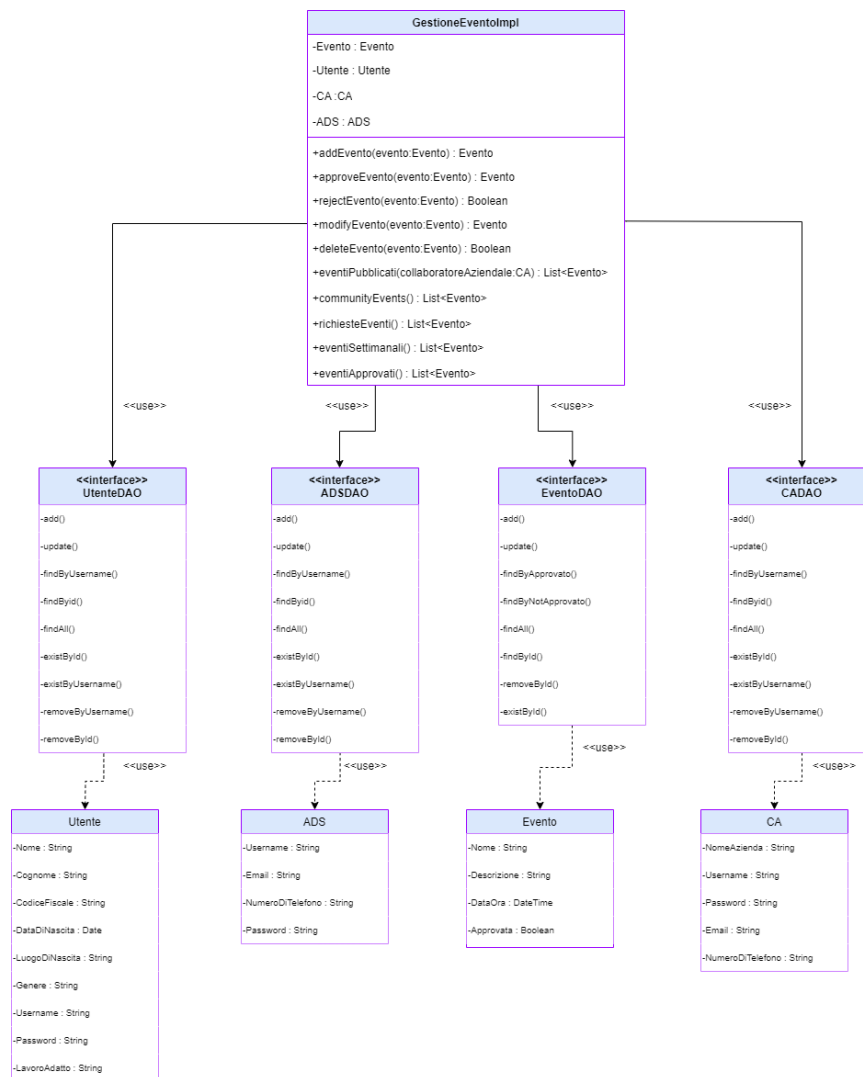 GestioneEventoImpl
-Evento : Evento
-Utente : Utente
-CA :CA
-ADS : ADS
+addEvento(evento:Evento) : Evento
+approveEvento(evento:Evento) : Evento
+rejectEvento(evento:Evento) : Boolean
+modifyEvento(evento:Evento) : Evento
+deleteEvento(evento:Evento) : Boolean
+eventiPubblicati(collaboratoreAziendale:CA) : List<Evento>
+communityEvents() : List<Evento>
+richiesteEventi() : List<Evento>
+eventiSettimanali() : List<Evento>
+eventiApprovati() : List<Evento>
<<use>>
<<use>>
<<use>>
<<use>>
<<interface>>
UtenteDAO
-add()
-update()
-findByUsername()
-findByid()
-findAll()
-existById()
-existByUsername()
-removeByUsername()
-removeById()
<<interface>>
ADSDAO
-add()
-update()
-findByUsername()
-findByid()
-findAll()
-existById()
-existByUsername()
-removeByUsername()
-removeById()
<<interface>>
EventoDAO
-add()
-update()
-findByApprovato()
-findByNotApprovato()
-findAll()
-findById()
-removeById()
-existById()
<<interface>>
CADAO
-add()
-update()
-findByUsername()
-findByid()
-findAll()
-existById()
-existByUsername()
-removeByUsername()
-removeById()
<<use>>
<<use>>
<<use>>
<<use>>
Utente
-Nome : String
-Cognome : String
-CodiceFiscale : String
-DataDiNascita : Date
-LuogoDiNascita : String
-Genere : String
-Username : String
-Password : String
-LavoroAdatto : String
ADS
-Username : String
-Email : String
-NumeroDiTelefono : String
-Password : String
Evento
-Nome : String
-Descrizione : String
-DataOra : DateTime
-Approvata : Boolean
CA
-NomeAzienda : String
-Username : String
-Password : String
-Email : String
-NumeroDiTelefono : String